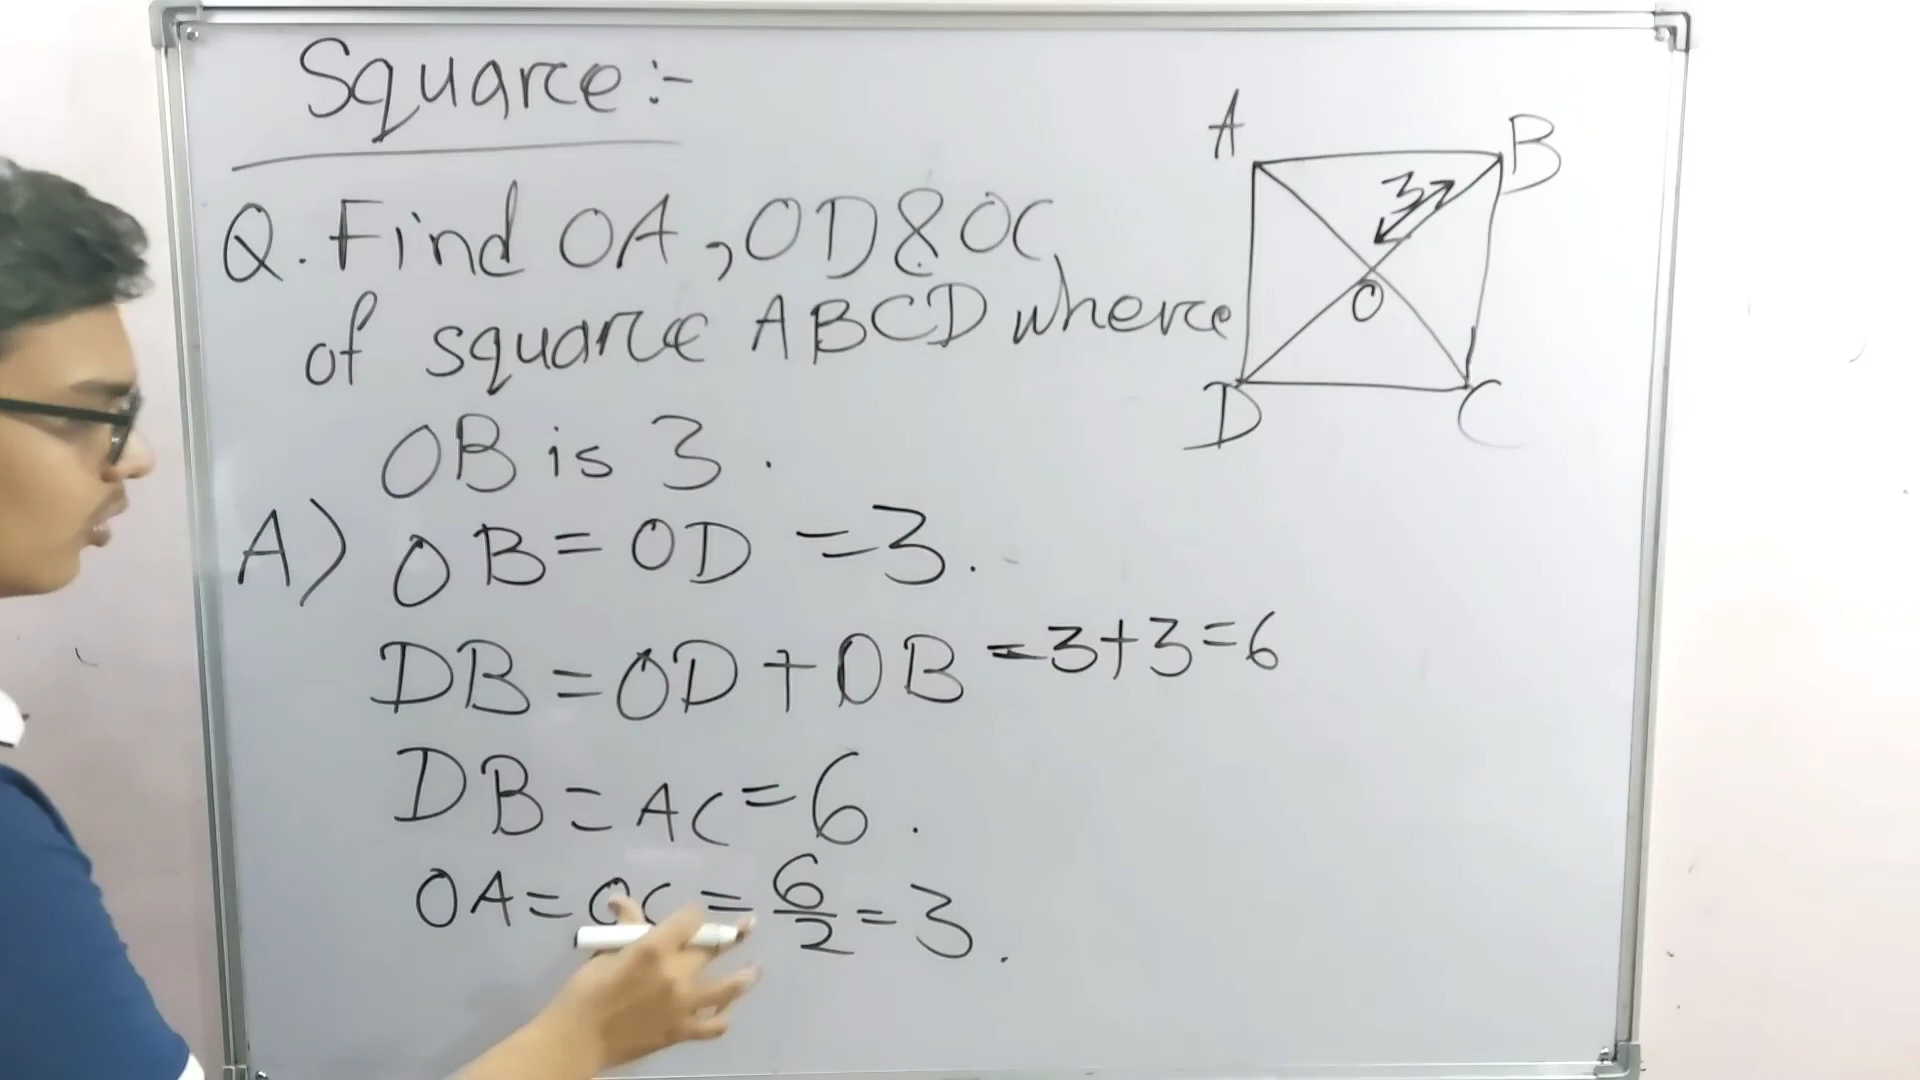 Square:-
Q. Find OA, OD & OC
of square ABCD where
OB is 3.
A) OB = OD = 3.
DB = OD + OB = 3+3=6
DB = AC = 6.
OA = OC = 6/2 = 3.
A
B
3
O
D
C